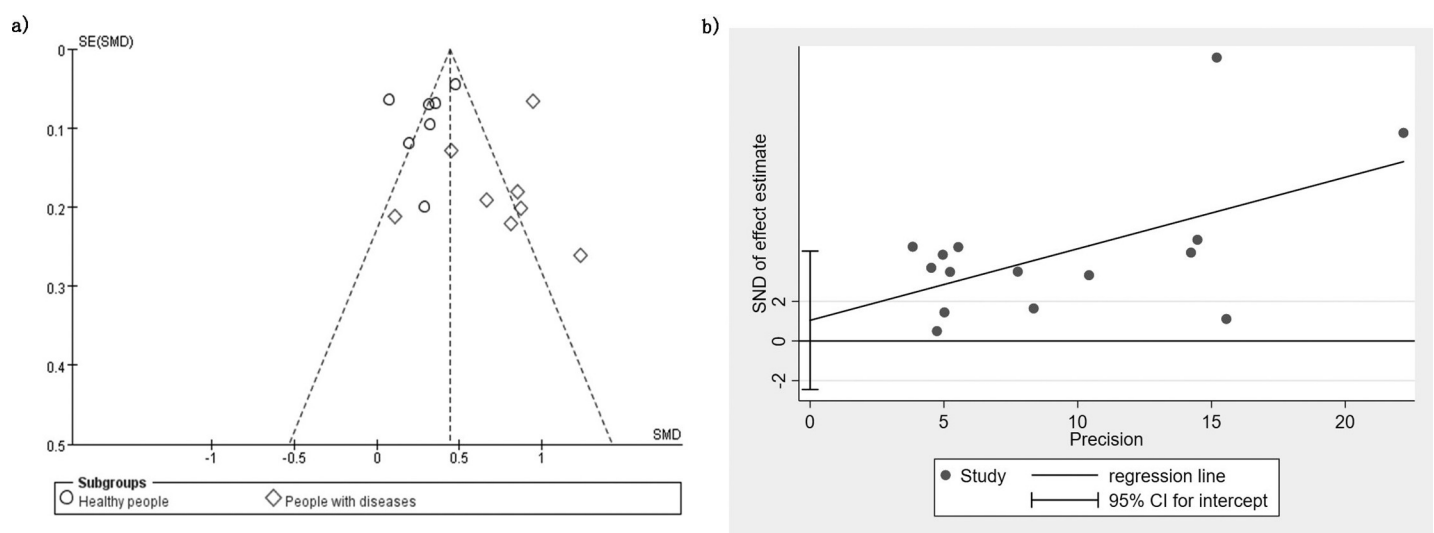 a)
SE(SMD)
0
0.1
0.2
0.3
0.4
0.5
SMD
-1
-0.5
0
0.5
1
Subgroups
Healthy people
People with diseases
b)
SND of effect estimate
2
0
-2
0
5
10
15
20
Precision
Study
regression line
95% CI for intercept